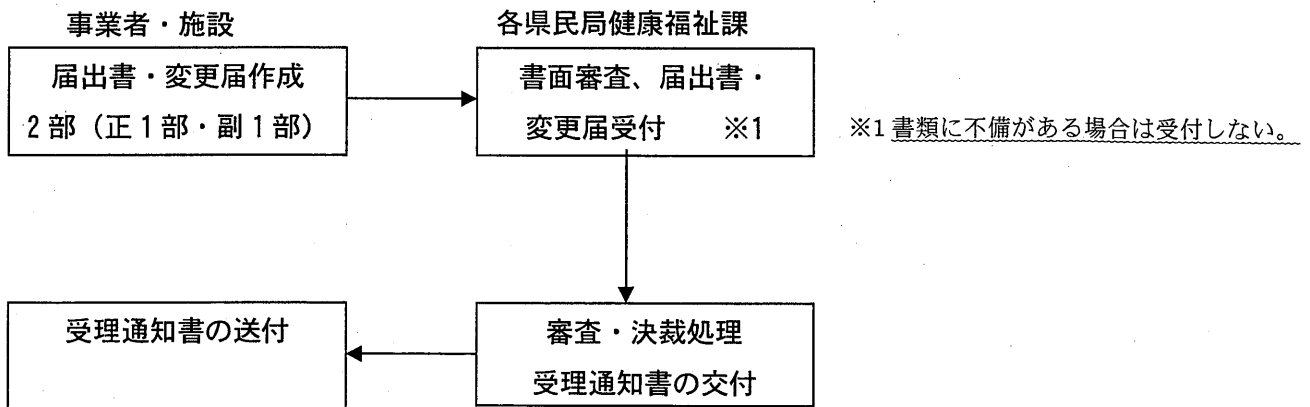 事業者・施設
各県民局健康福祉課
届出書・変更届作成
2部（正1部・副1部）
書面審査、届出書・
変更届受付　※1
※1 書類に不備がある場合は受付しない。
受理通知書の送付
審査・決裁処理
受理通知書の交付